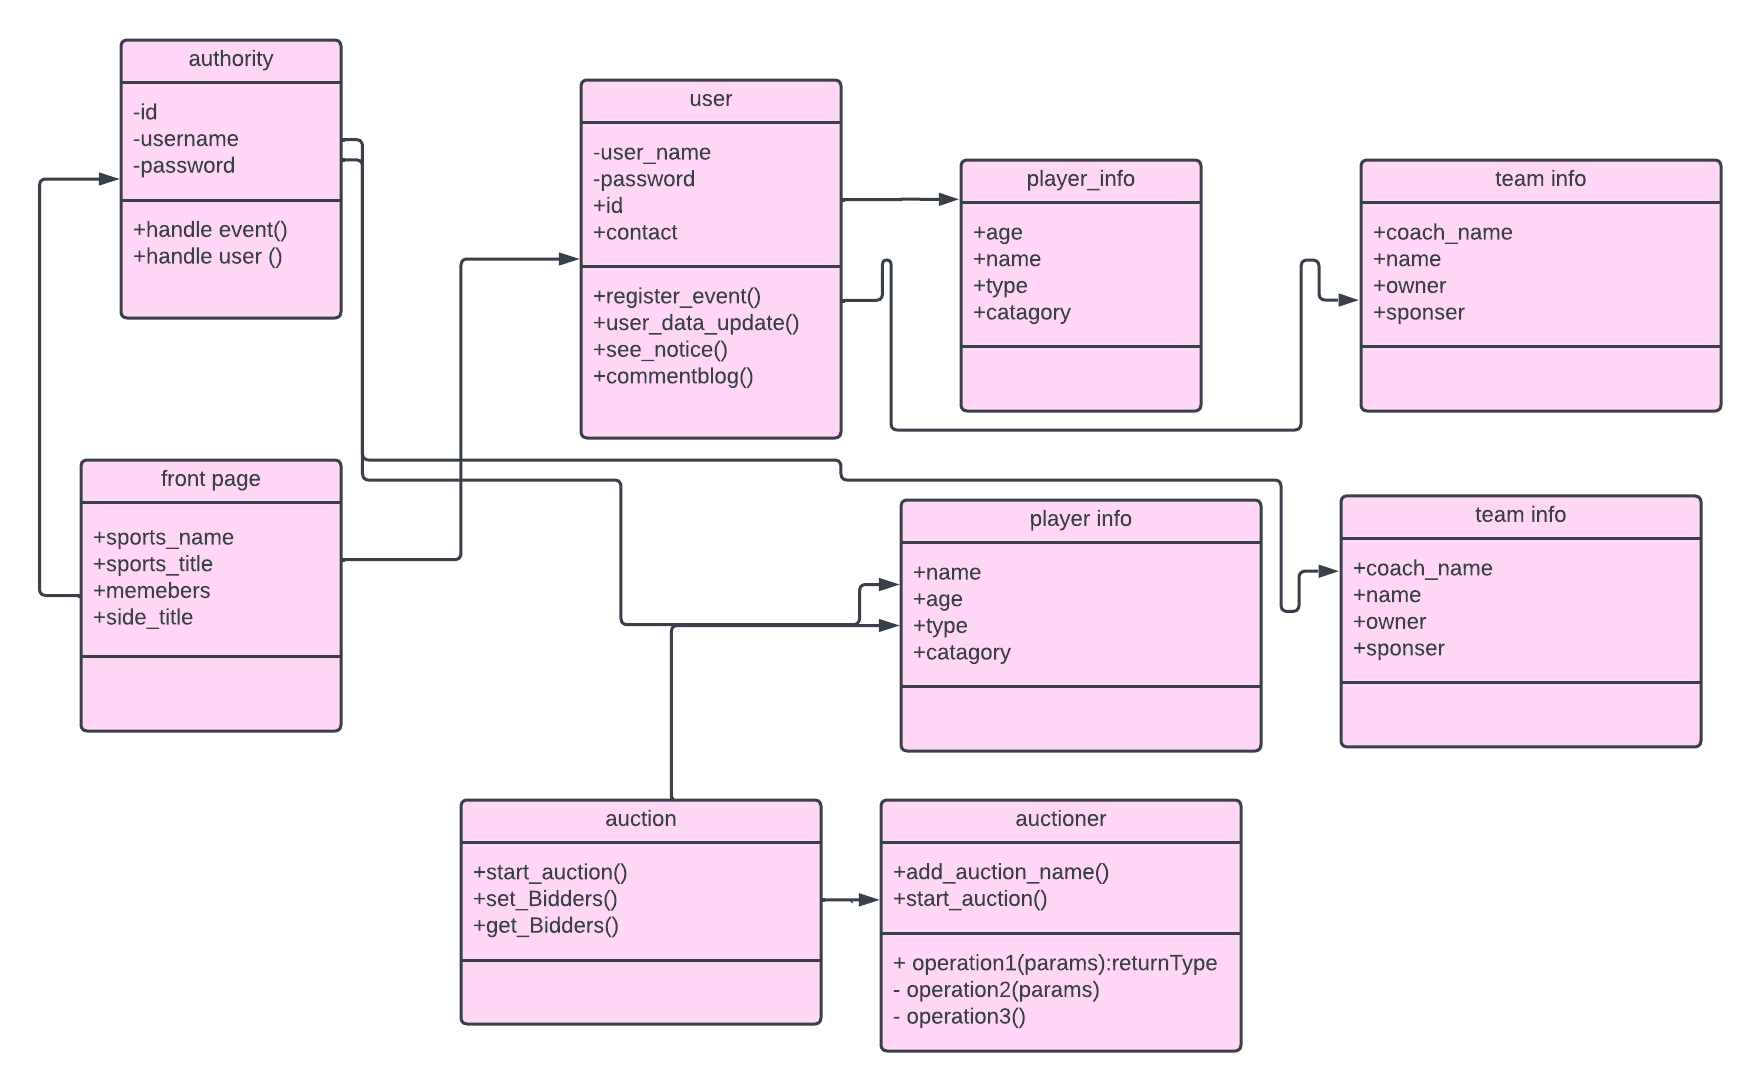 authority
-id
-username
-password
+handle event()
+handle user ()
user
-user_name
-password
+id
+contact
+register_event()
+user_data_update()
+see_notice()
+commentblog()
player_info
+age
+name
+type
+catagory
team info
+coach_name
+name
+owner
+sponser
front page
+sports_name
+sports_title
+memebers
+side_title
player info
+name
+age
+type
+catagory
team info
+coach_name
+name
+owner
+sponser
auction
+start_auction()
+set_Bidders()
+get_Bidders()
auctioner
+add_auction_name()
+start_auction()
+ operation1(params):returnType
- operation2(params)
- operation3()